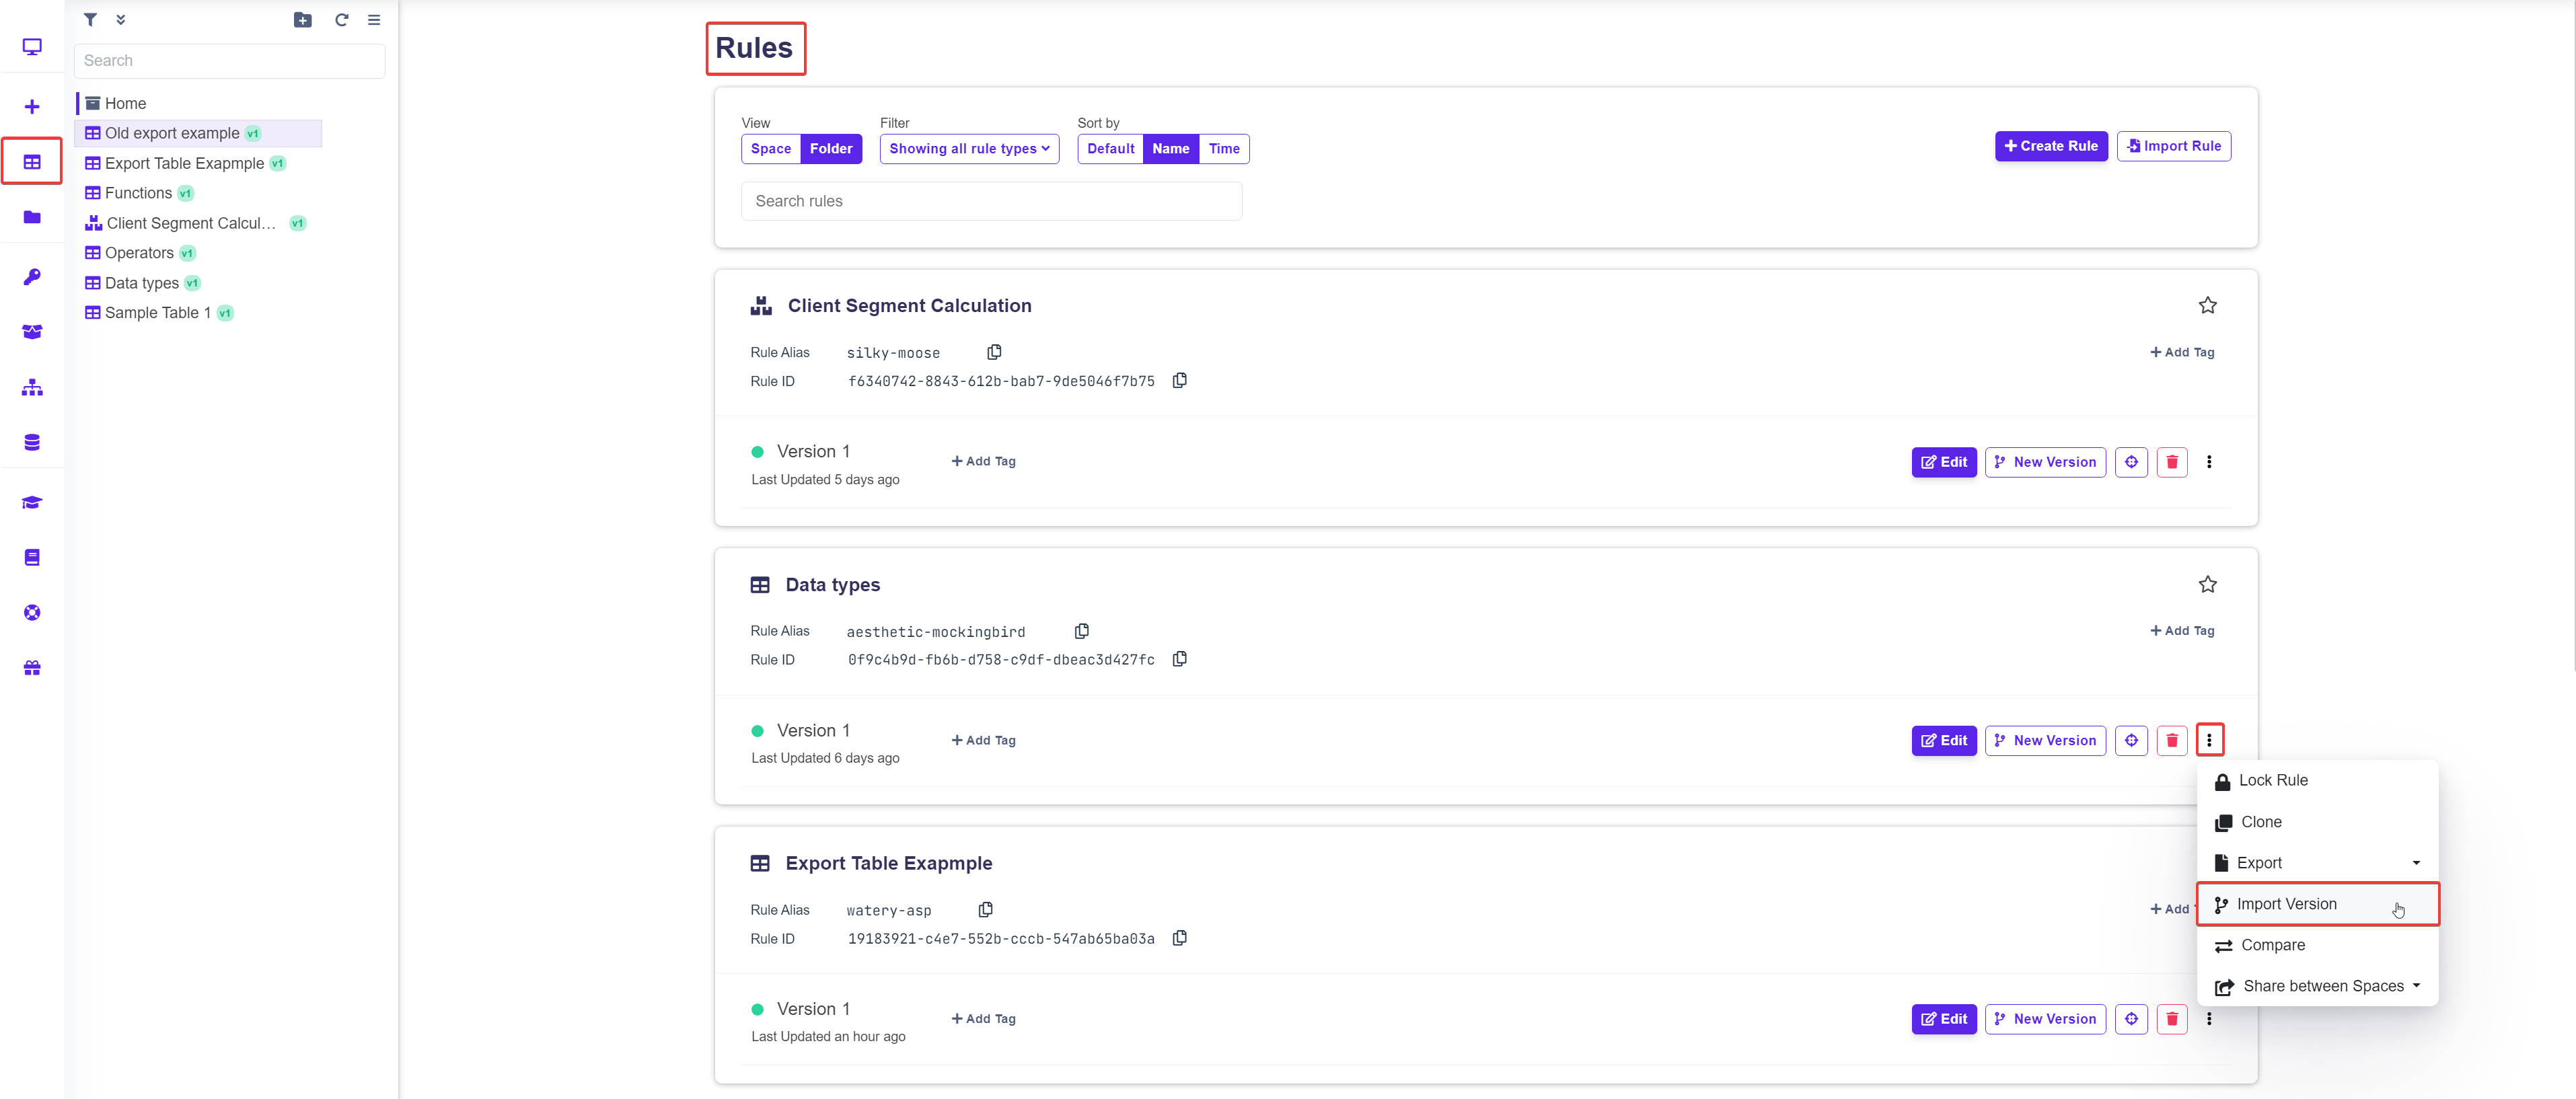 Search
Home
Old export example v1
Export Table Exapmple v1
Functions v1
Client Segment Calcul... v1
Operators v1
Data types v1
Sample Table 1 v1
Rules
View Filter Sort by
Space Folder Showing all rule types Default Name Time
Create Rule Import Rule
Search rules
Client Segment Calculation
Rule Alias silky-moose
Add Tag
Rule ID f6340742-8843-612b-bab7-9de5046f7b75
Version 1
Add Tag
Edit New Version
Last Updated 5 days ago
Data types
Rule Alias aesthetic-mockingbird
Add Tag
Rule ID 0f9c4b9d-fb6b-d758-c9df-dbeac3d427fc
Version 1
Add Tag
Edit New Version
Last Updated 6 days ago
Lock Rule
Clone
Export
Import Version
Compare
Share between Spaces
Export Table Exapmple
Rule Alias watery-asp
Add
Rule ID 19183921-c4e7-552b-cccb-547ab65ba03a
Version 1
Add Tag
Edit New Version
Last Updated an hour ago